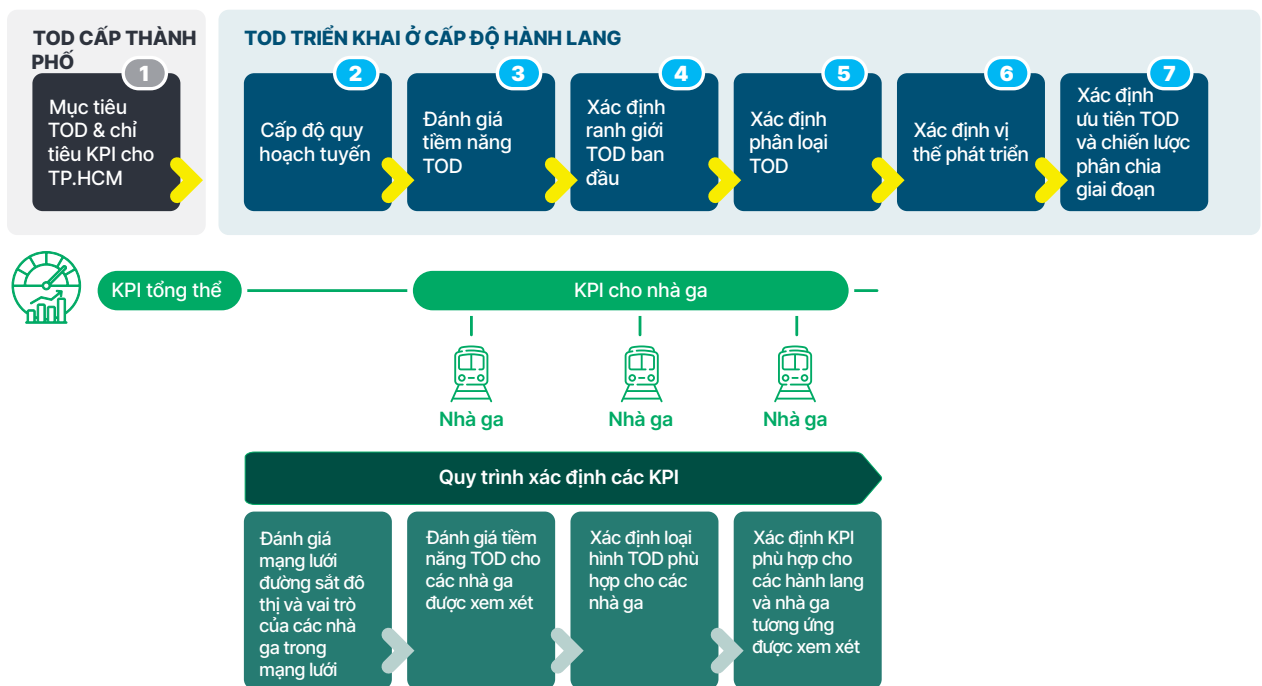 TOD CẤP THÀNH
PHỐ
1
Mục tiêu
TOD & chỉ
tiêu KPI cho
TP.HCM
TOD TRIỂN KHAI Ở CẤP ĐỘ HÀNH LANG
2
Cấp độ quy
hoạch tuyến
3
Đánh giá
tiềm năng
TOD
4
Xác định
ranh giới
TOD ban
đầu
5
Xác định
phân loại
TOD
6
Xác định vị
thế phát triển
7
Xác định
ưu tiên TOD
và chiến lược
phân chia
giai đoạn
KPI tổng thể
KPI cho nhà ga
Nhà ga
Nhà ga
Nhà ga
Quy trình xác định các KPI
Đánh giá
mạng lưới
đường sắt đô
thị và vai trò
của các nhà
ga trong
mạng lưới
Đánh giá tiềm
năng TOD cho
các nhà ga
được xem xét
Xác định loại
hình TOD phù
hợp cho các
nhà ga
Xác định KPI
phù hợp cho
các hành lang
và nhà ga
tương ứng
được xem xét